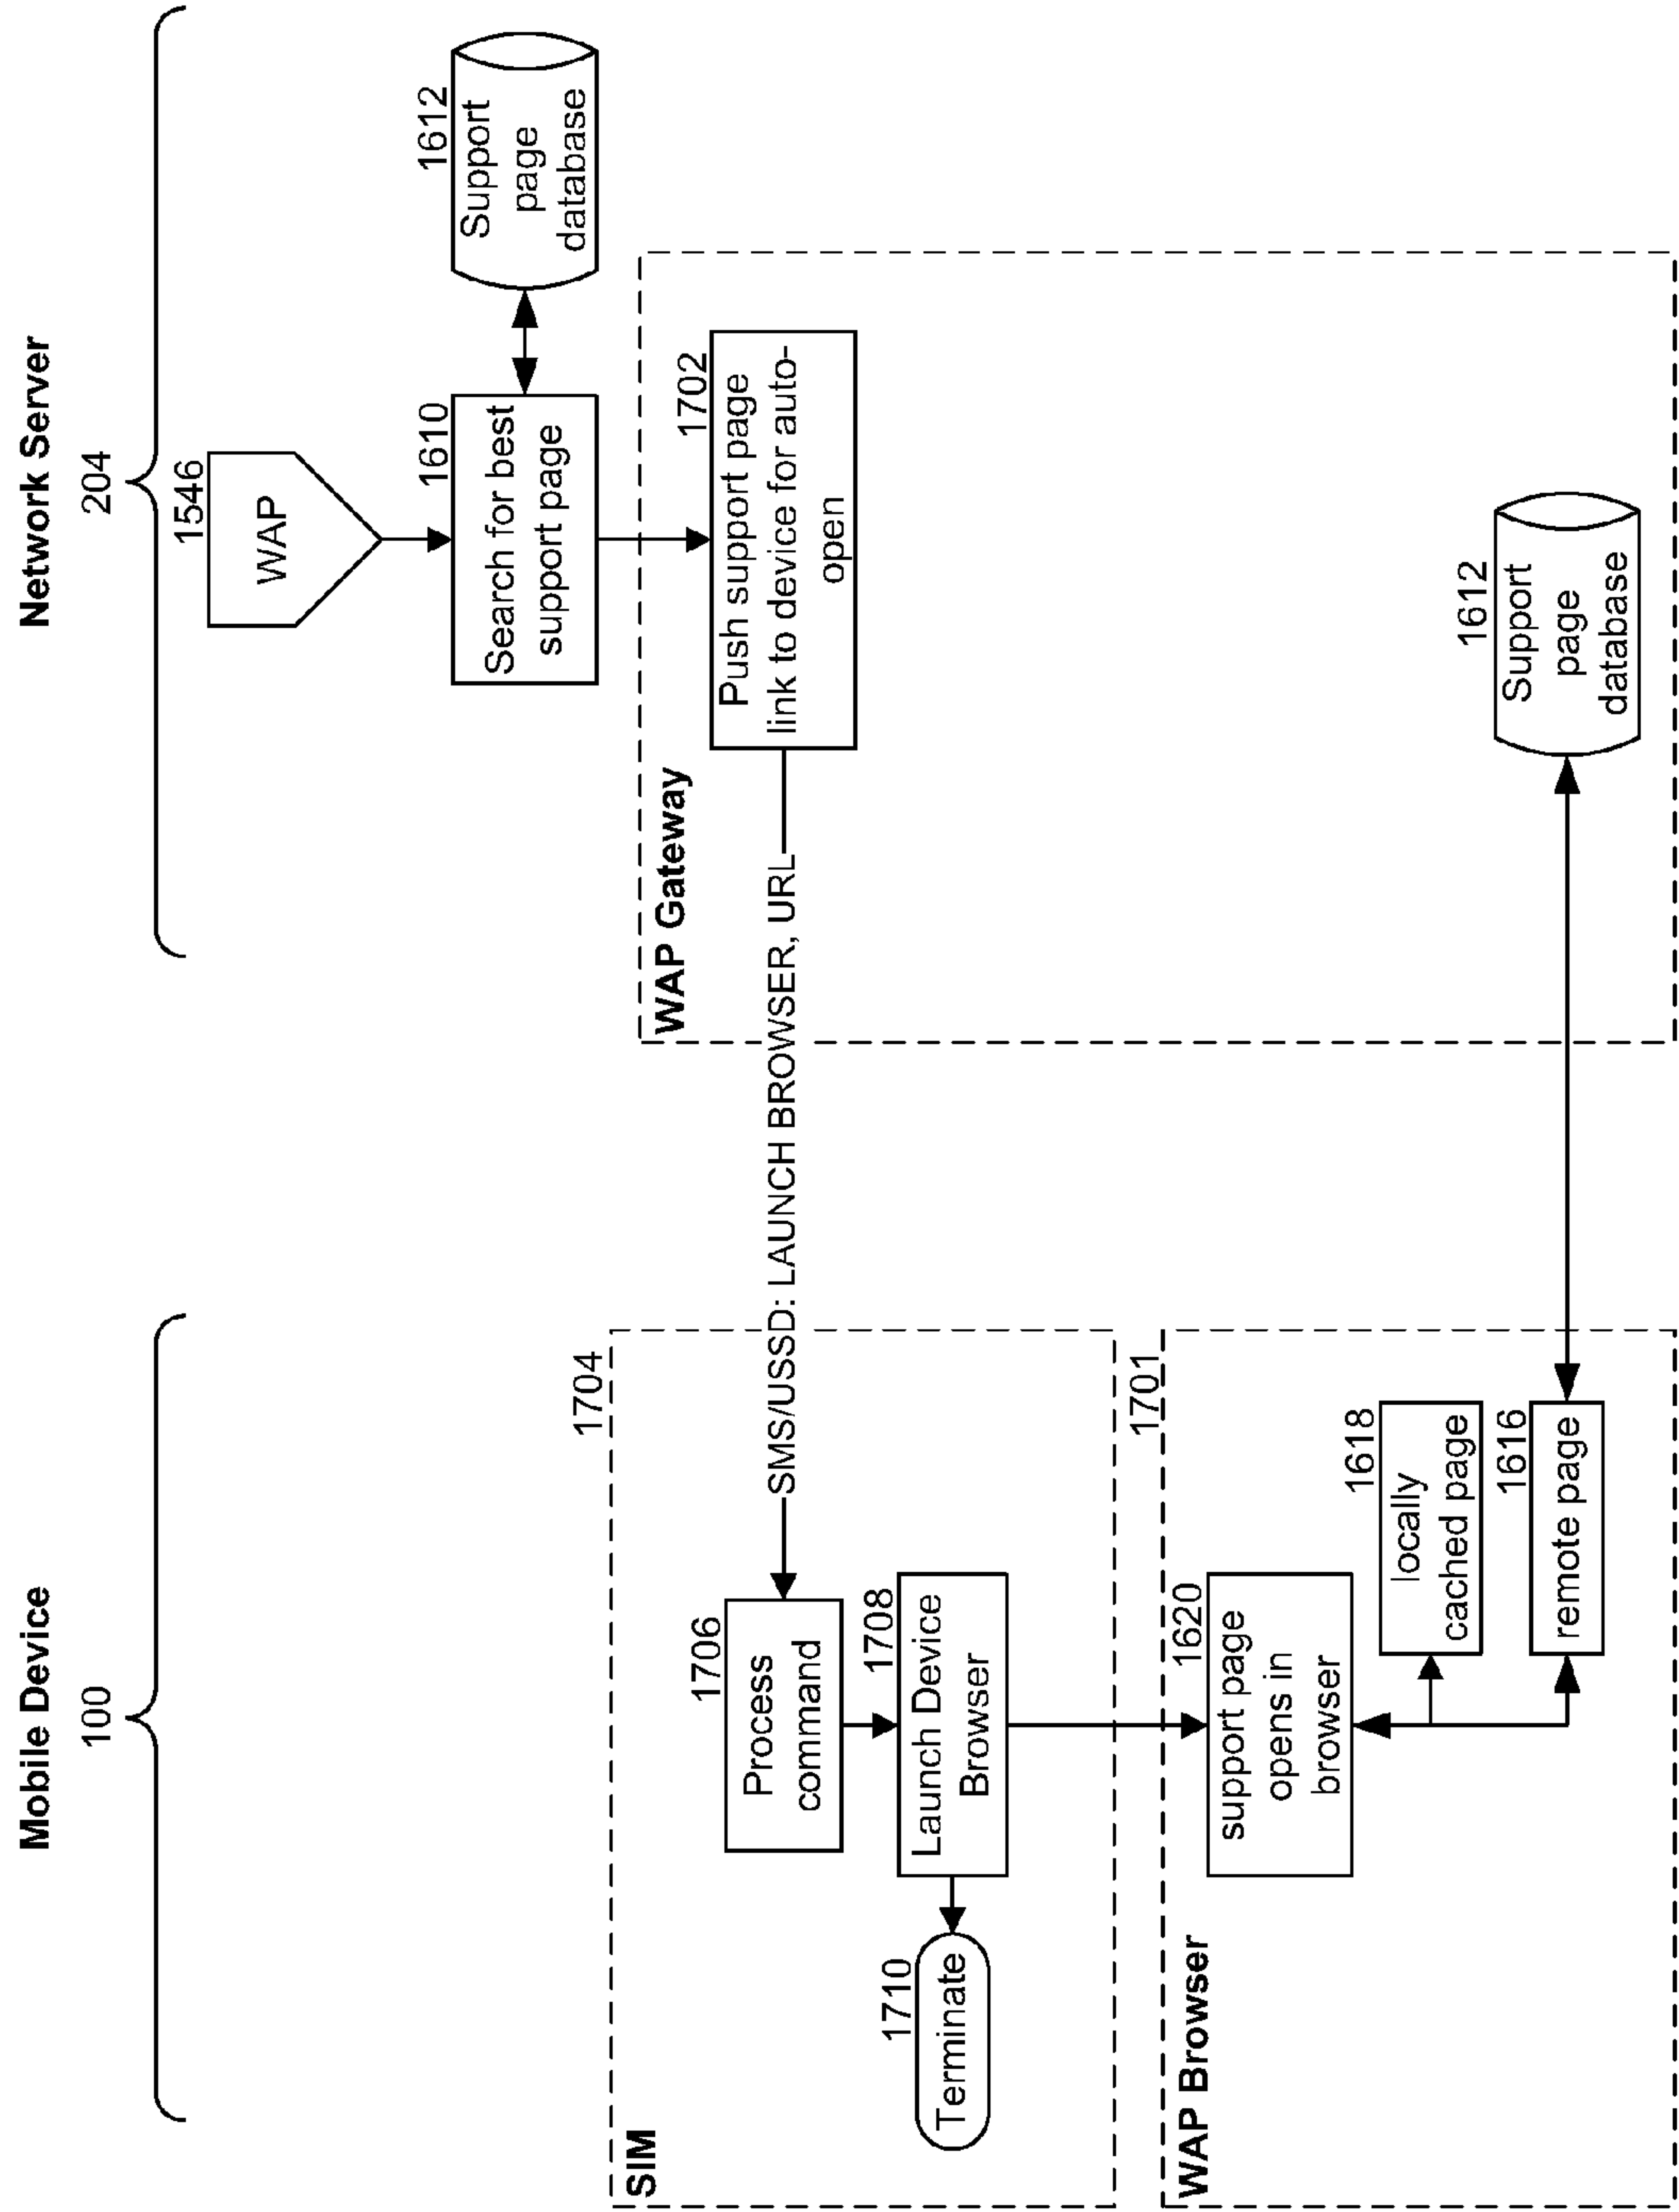 Mobile Device
100
Network Server
204
1546
WAP
1610
Search for best
support page
1612
Support
page
database
WAP Gateway
1702
Push support page
link to device for auto-
open
SMS/USSD: LAUNCH BROWSER, URL
1704
SIM
1706
Process
command
1708
Launch Device
Browser
1710
Terminate
1701
WAP Browser
1620
support page
opens in
browser
1618
locally
cached page
1616
remote page
1612
Support
page
database